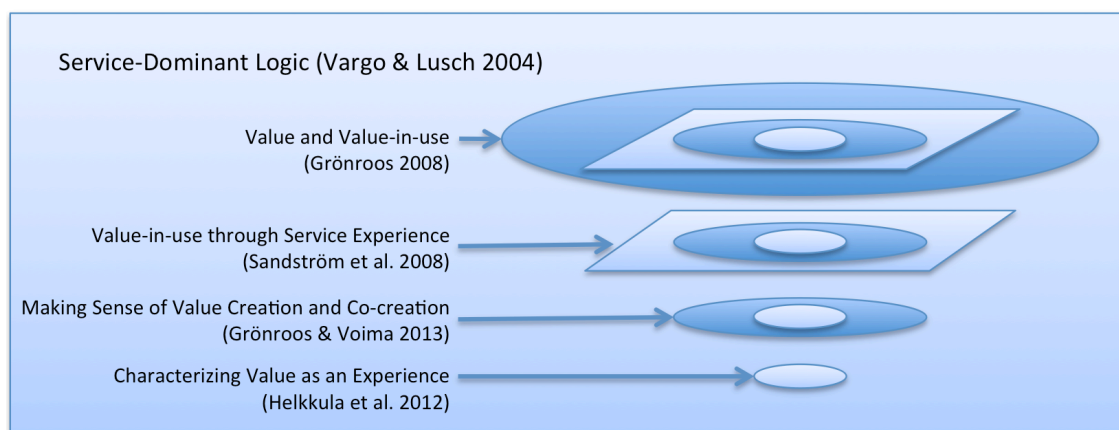 Service-Dominant Logic (Vargo & Lusch 2004)
Value and Value-in-use
(Grönroos 2008)
Value-in-use through Service Experience
(Sandström et al. 2008)
Making Sense of Value Creation and Co-creation
(Grönroos & Voima 2013)
Characterizing Value as an Experience
(Helkkula et al. 2012)